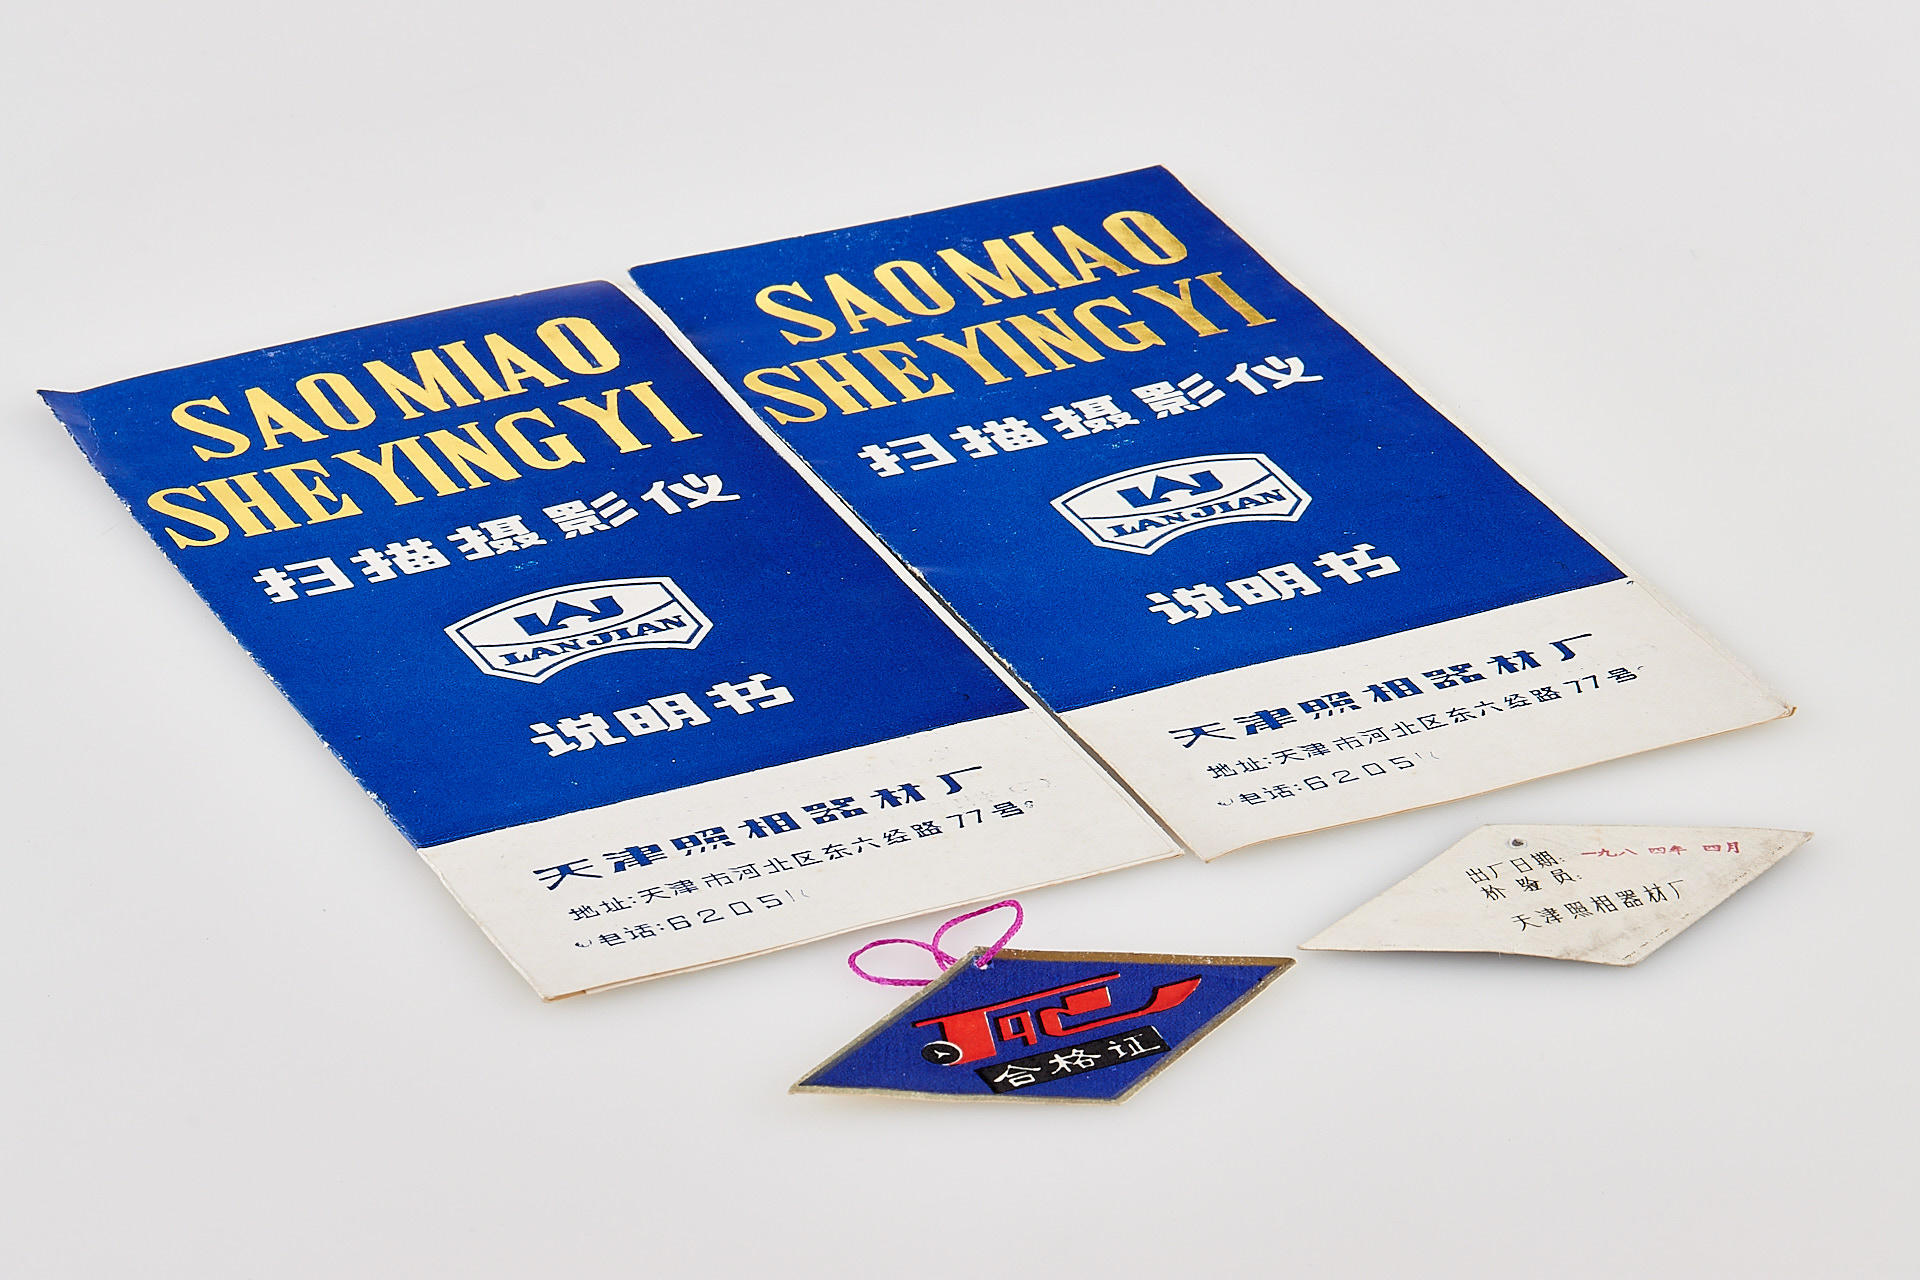 SAOMIAO
SHEYINGYI
扫描摄影仪
LANJIAN
说明书
天津照相器材厂
地址:天津市河北区东六经路77号
电话:62051
SAOMIAO
SHEYINGYI
扫描摄影仪
LANJIAN
说明书
天津照相器材厂
地址:天津市河北区东六经路77号
电话:62051
合格证
出厂日期: 一九八四年 四月
检验员:
天津照相器材厂